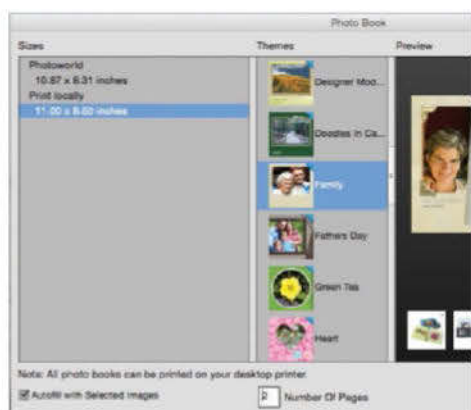 Photo Book
Sizes
Themes
Preview
Photoworld
10.87 x 8.31 inches
Print locally
11.00 x 8.50 inches
Designer Mod...
Doodles In Ca...
Family
Fathers Day
Green Tea
Heart
Note: All photo books can be printed on your desktop printer.
Autofill with Selected Images
2
Number Of Pages